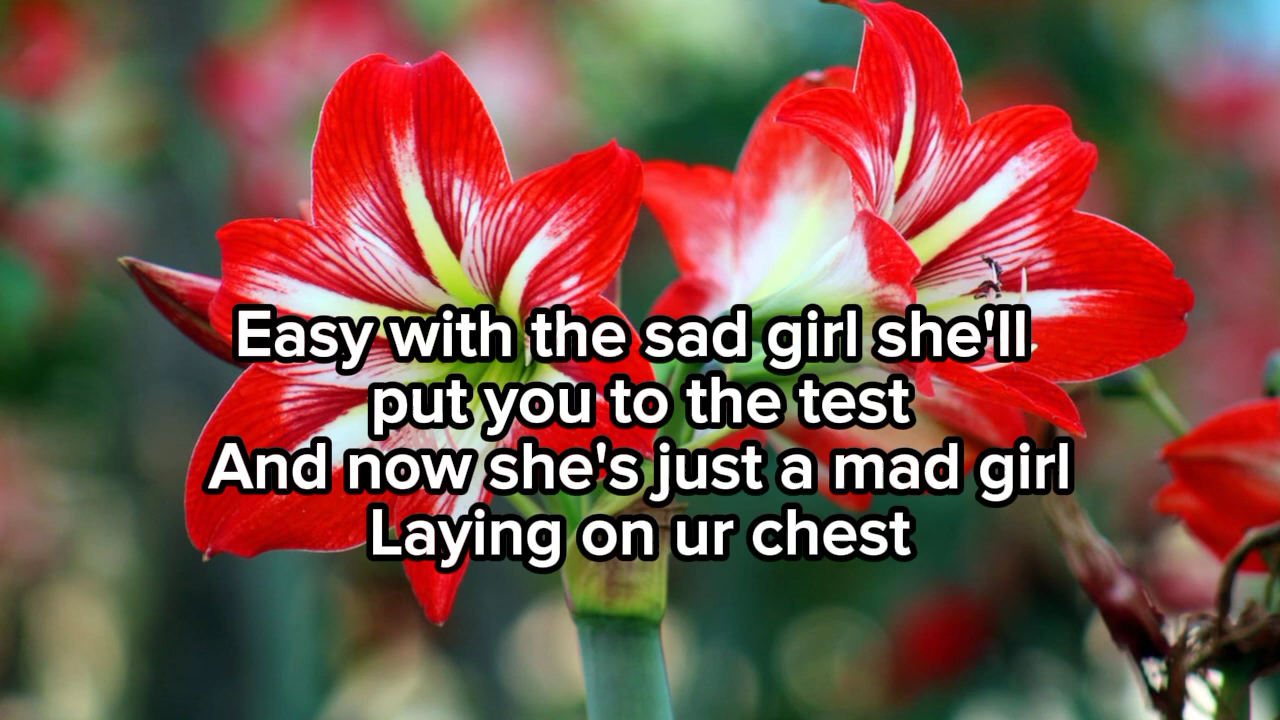 Easy with the sad girl she'll
put you to the test
And now she's just a mad girl
Laying on ur chest